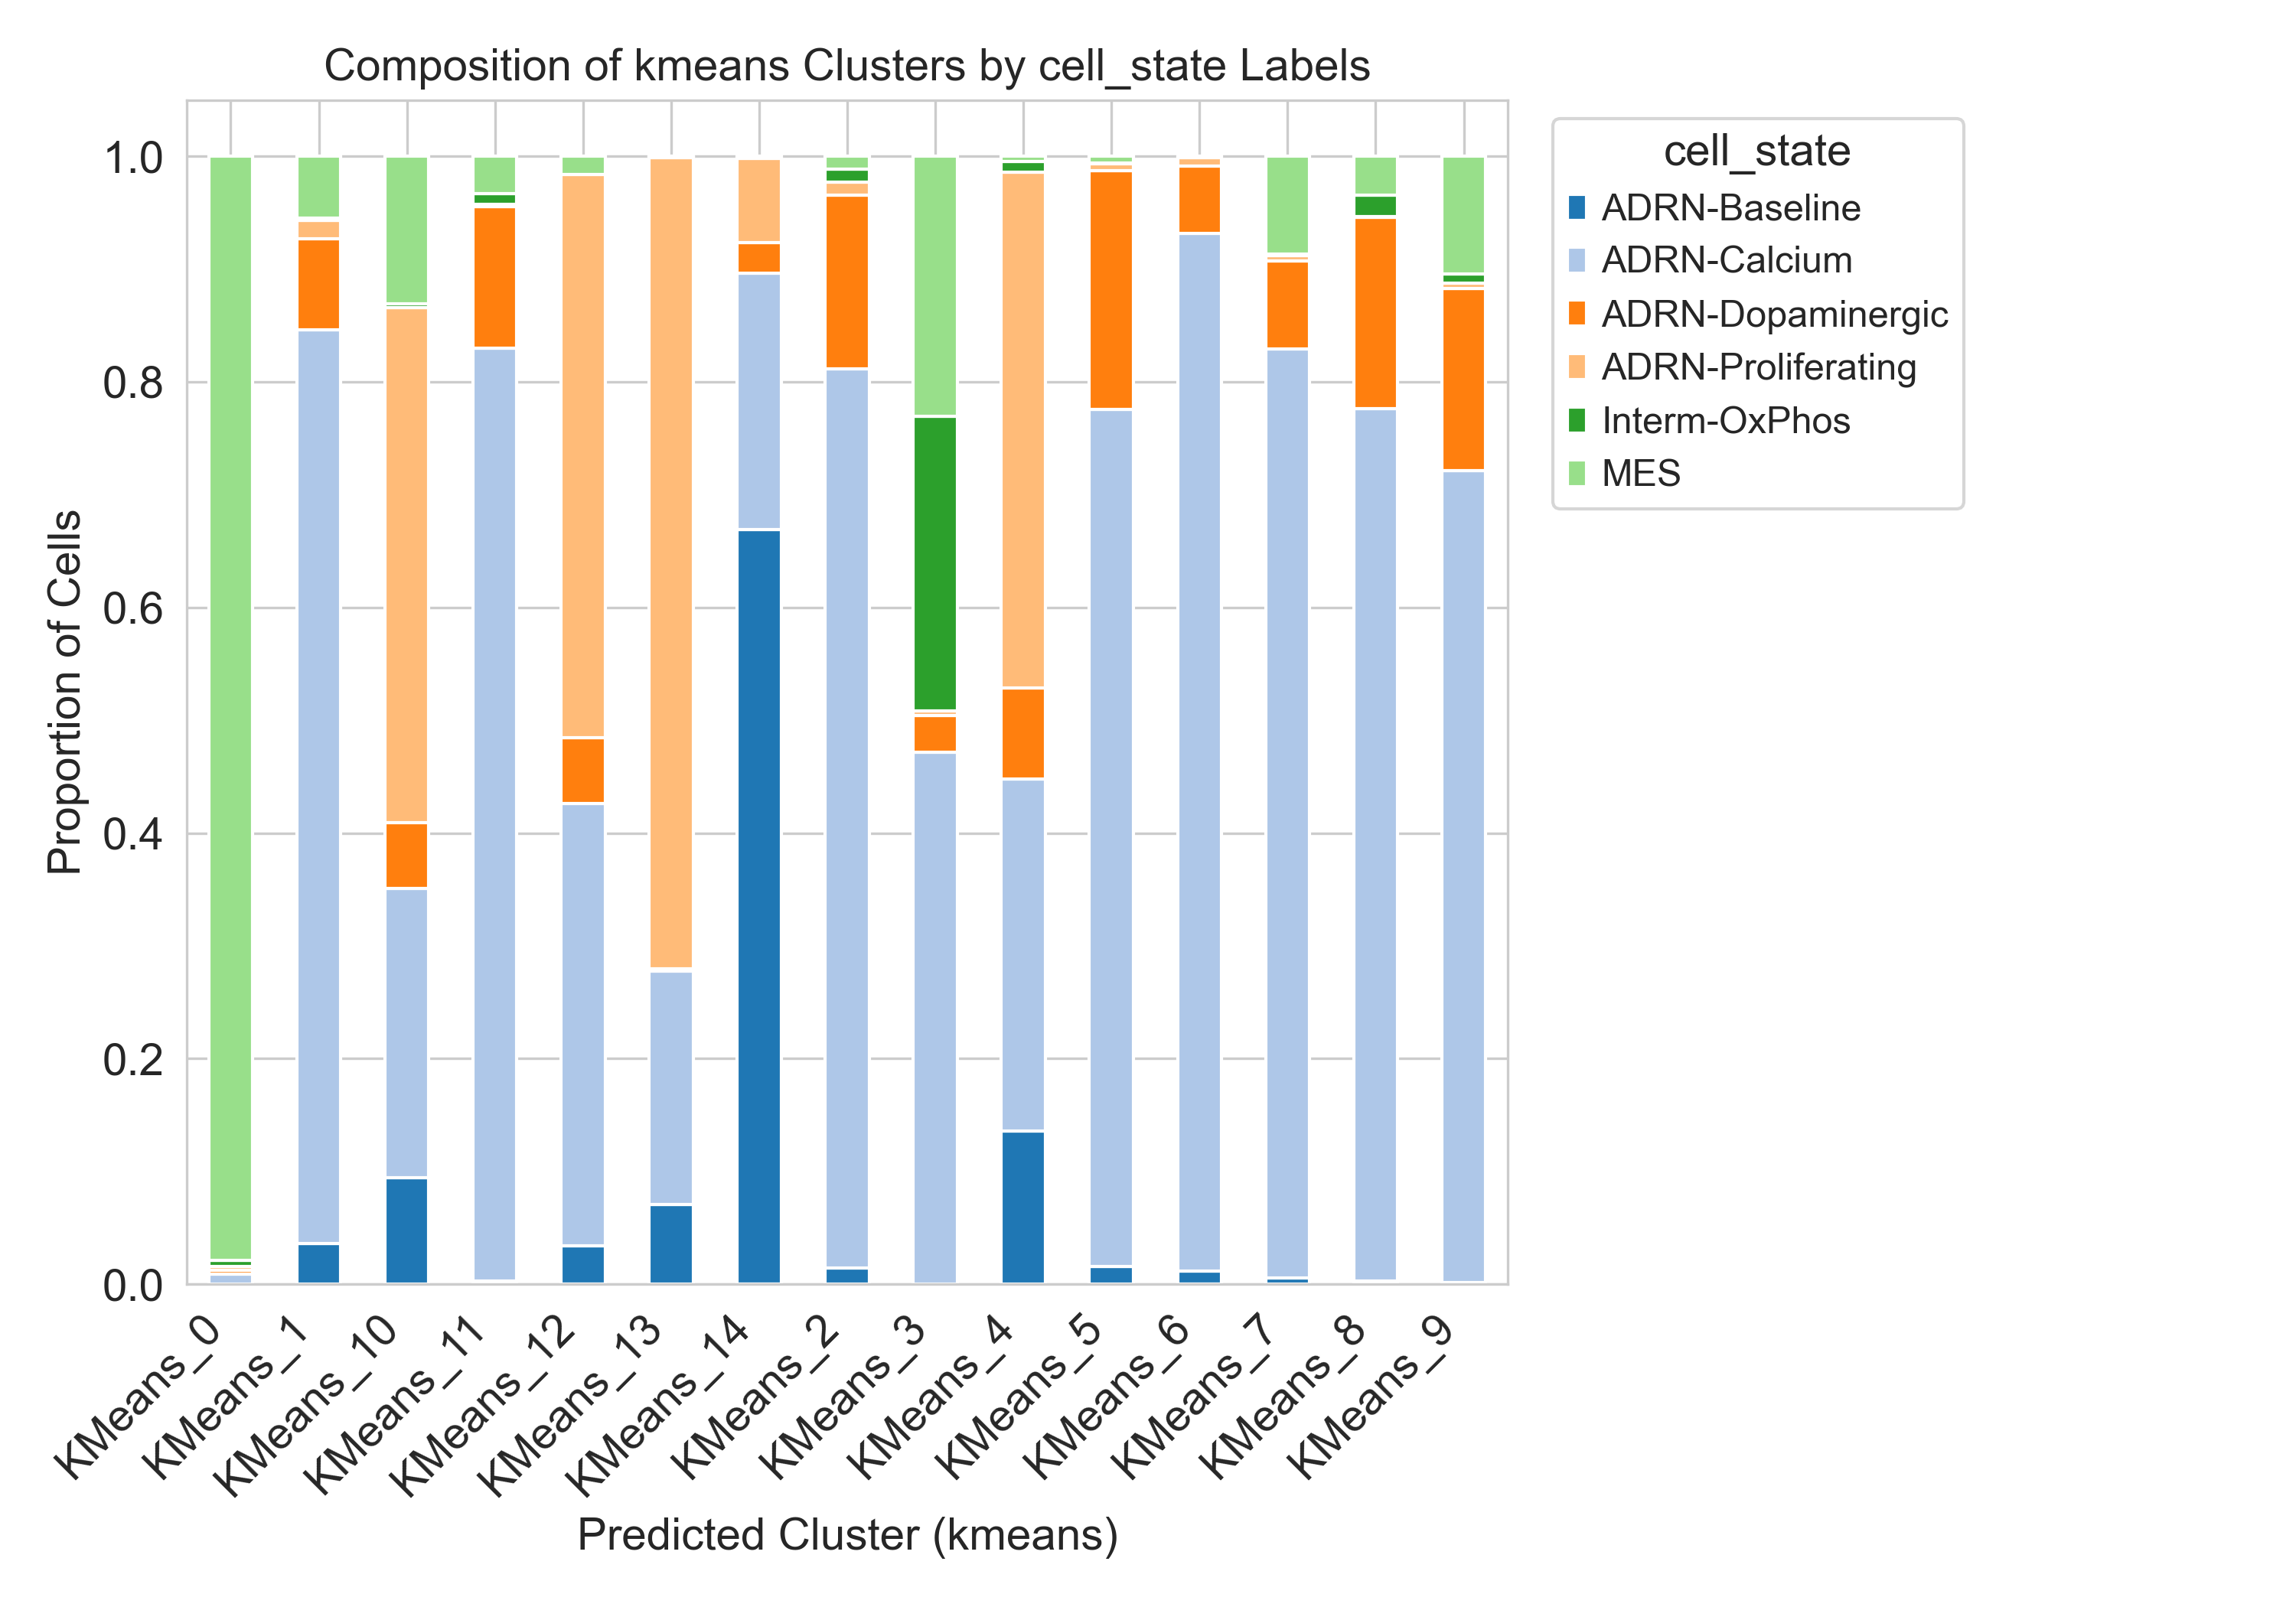 Composition of kmeans Clusters by cell_state Labels
Proportion of Cells
1.0
0.8
0.6
0.4
0.2
0.0
KMeans_0
KMeans_1
KMeans_10
KMeans_11
KMeans_12
KMeans_13
KMeans_14
KMeans_2
KMeans_3
KMeans_4
KMeans_5
KMeans_6
KMeans_7
KMeans_8
KMeans_9
Predicted Cluster (kmeans)
cell_state
ADRN-Baseline
ADRN-Calcium
ADRN-Dopaminergic
ADRN-Proliferating
Interm-OxPhos
MES